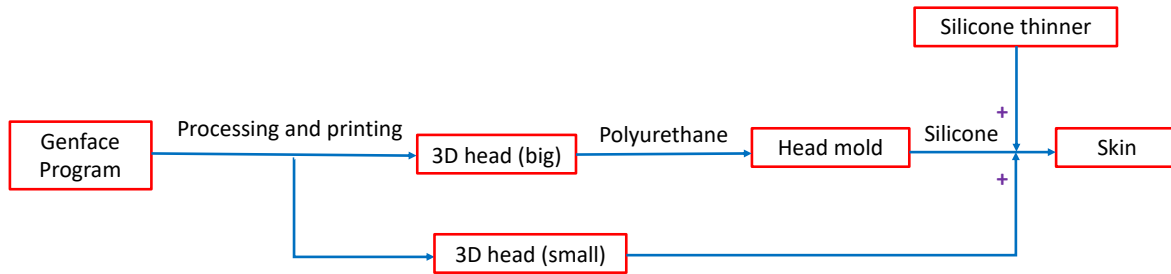 Silicone thinner
+
Genface
Program
Processing and printing
3D head (big)
Polyurethane
Head mold
Silicone
Skin
+
3D head (small)